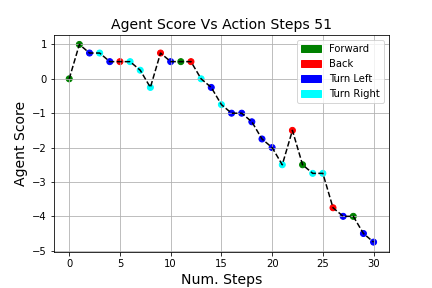 Agent Score Vs Action Steps 51
Forward
Back
Turn Left
Turn Right
Agent Score
1
0
−1
−2
−3
−4
−5
0 5 10 15 20 25 30
Num. Steps